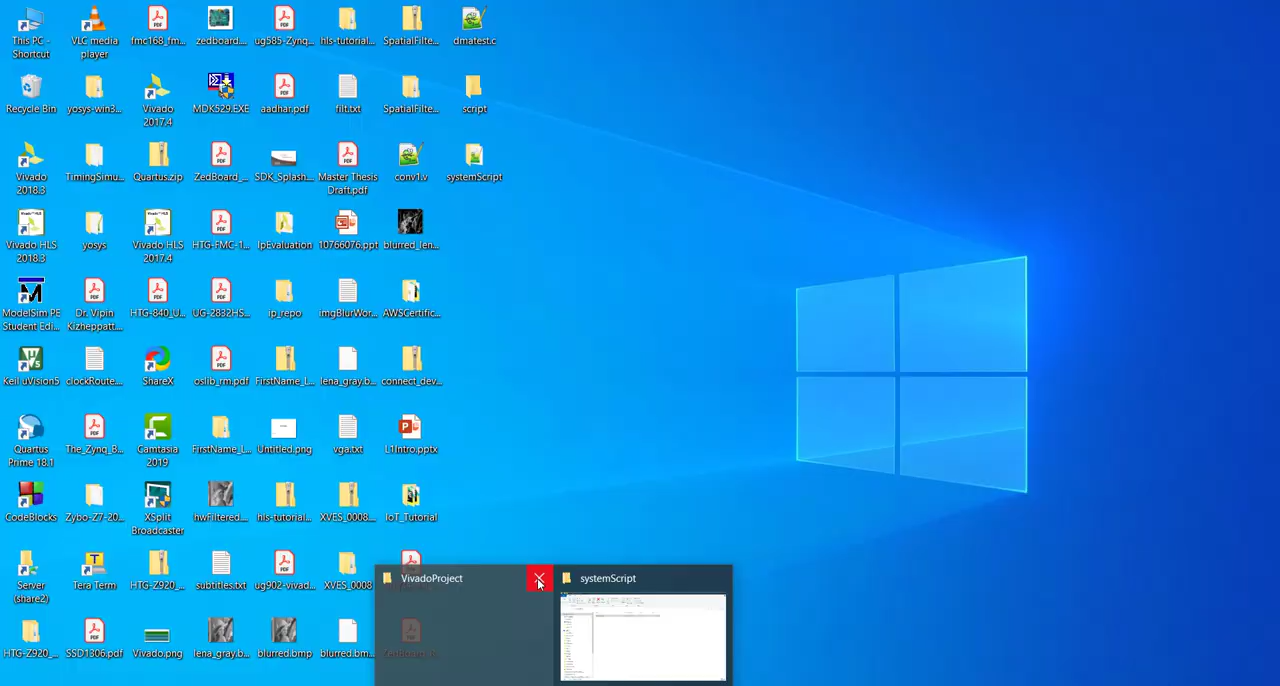 This PC - Shortcut
VLC media player
fmc168_fm...
zedboard....
ug585-Zynq...
hls-tutorial...
SpatialFilte...
dmatest.c
Recycle Bin
yosys-win3...
Vivado 2017.4
MDK529.EXE
aadhar.pdf
filt.txt
SpatialFilte...
script
Vivado 2018.3
TimingSimu...
Quartus.zip
ZedBoard_...
SDK_Splash....
Master Thesis Draft.pdf
conv1.v
systemScript
Vivado HLS 2018.3
yosys
Vivado HLS 2017.4
HTG-FMC-1...
IpEvaluation
10766076.ppt
blurred_len...
ModelSim PE Student Edi...
Dr. Vipin Kizheppatt...
HTG-840_U...
UG-2832HS...
ip_repo
imgBlurWor...
AWSCertific...
Keil uVision5
clockRoute....
ShareX
oslib_rm.pdf
FirstName_L...
lena_gray.b...
connect_dev...
Quartus Prime 18.1
The_Zynq_B...
Camtasia 2019
FirstName_L...
Untitled.png
vga.txt
L1Intro.pptx
CodeBlocks
Zybo-Z7-20...
XSplit Broadcaster
hwFiltered....
hls-tutorial...
XVES_0008....
IoT_Tutorial
Server (share2)
Tera Term
HTG-Z920_...
subtitles.txt
ug902-vivad...
XVES_0008
VivadoProject
systemScript
HTG-Z920_...
SSD1306.pdf
Vivado.png
lena_gray.b...
blurred.bmp
blurred.bm...